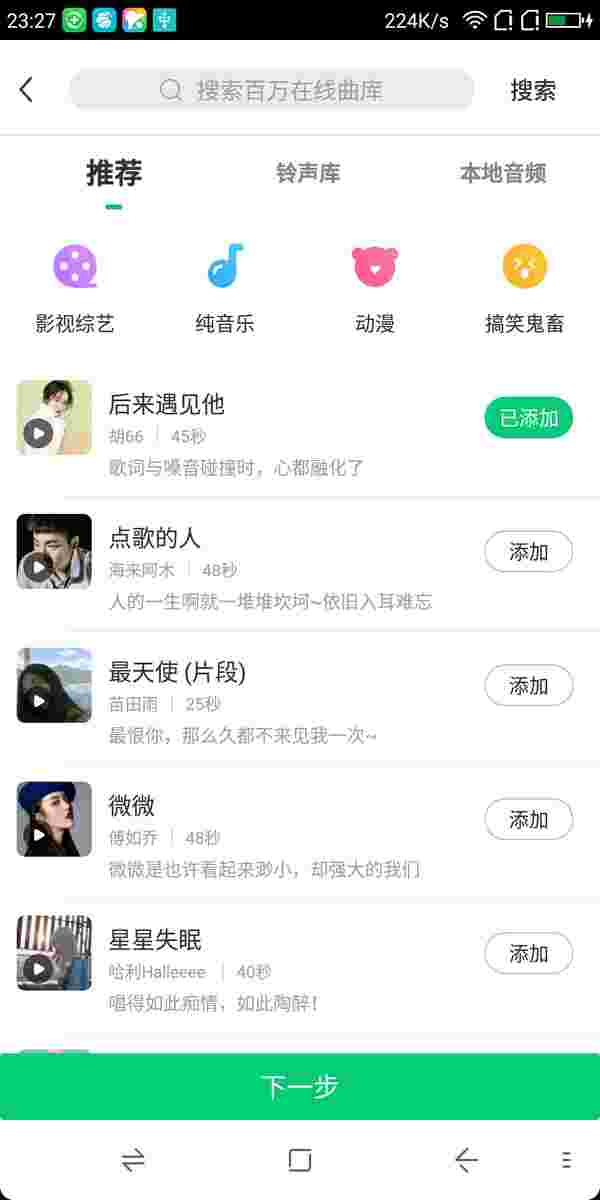 23:27
224K/s
搜索百万在线曲库
搜索
推荐
铃声库
本地音频
影视综艺
纯音乐
动漫
搞笑鬼畜
后来遇见他
已添加
胡66
45秒
歌词与嗓音碰撞时，心都融化了
点歌的人
添加
海来阿木
48秒
人的一生啊就一堆堆坎坷~依旧入耳难忘
最天使 (片段)
添加
苗田雨
25秒
最恨你，那么久都不来见我一次~
微微
添加
傅如乔
48秒
微微是也许看起来渺小，却强大的我们
星星失眠
添加
哈利Halleeee
40秒
唱得如此痴情，如此陶醉！
下一步